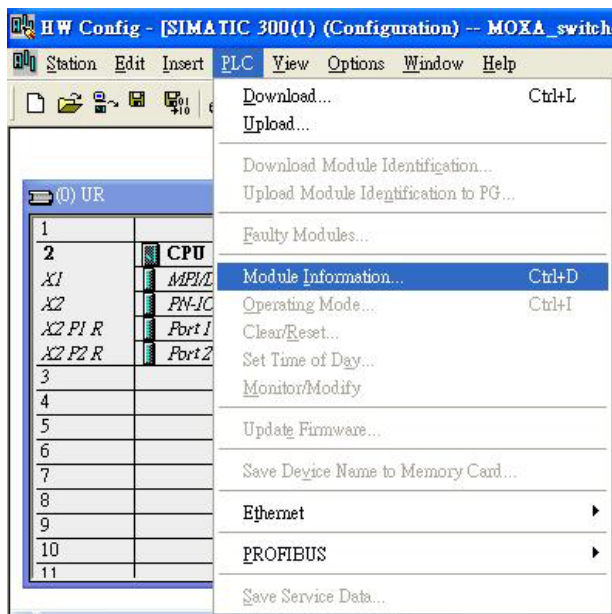 HW Config - [SIMATIC 300(1) (Configuration) -- MOXA_switch
Station Edit Insert PLC View Options Window Help
Download... Ctrl+L
Upload...
Download Module Identification...
Upload Module Identification to PG...
Faulty Modules...
Module Information... Ctrl+D
Operating Mode... Ctrl+I
Clear/Reset...
Set Time of Day...
Monitor/Modify
Update Firmware...
Save Device Name to Memory Card...
Ethernet
PROFIBUS
Save Service Data...
(0) UR
1
2 CPU
X1 MPI/D
X2 PN-IO
X2 P1 R Port 1
X2 P2 R Port 2
3
4
5
6
7
8
9
10
11